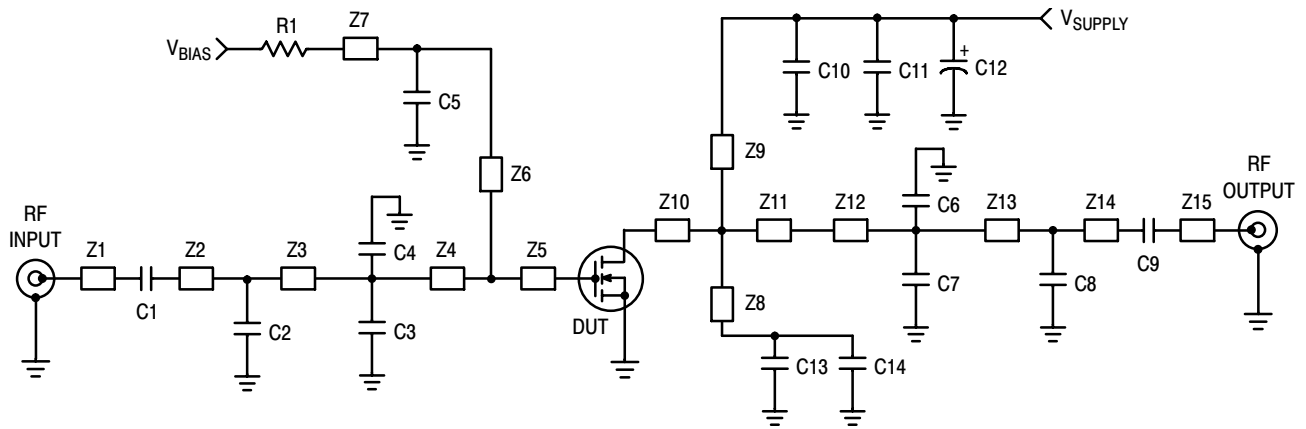 VBIAS
R1
Z7
C5
Z6
RF
INPUT
Z1
C1
Z2
C2
Z3
C4
C3
Z4
Z5
DUT
VSUPPLY
C10
C11
+
C12
Z9
Z10
Z11
Z12
C6
C7
Z13
C8
Z14
C9
Z15
RF
OUTPUT
Z8
C13
C14